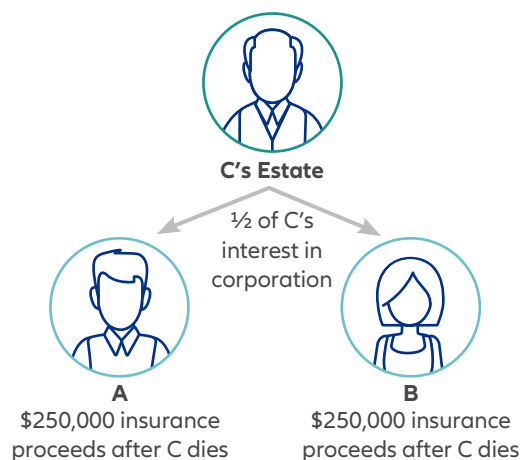 C’s Estate
½ of C’s
interest in
corporation
A
$250,000 insurance
proceeds after C dies
B
$250,000 insurance
proceeds after C dies